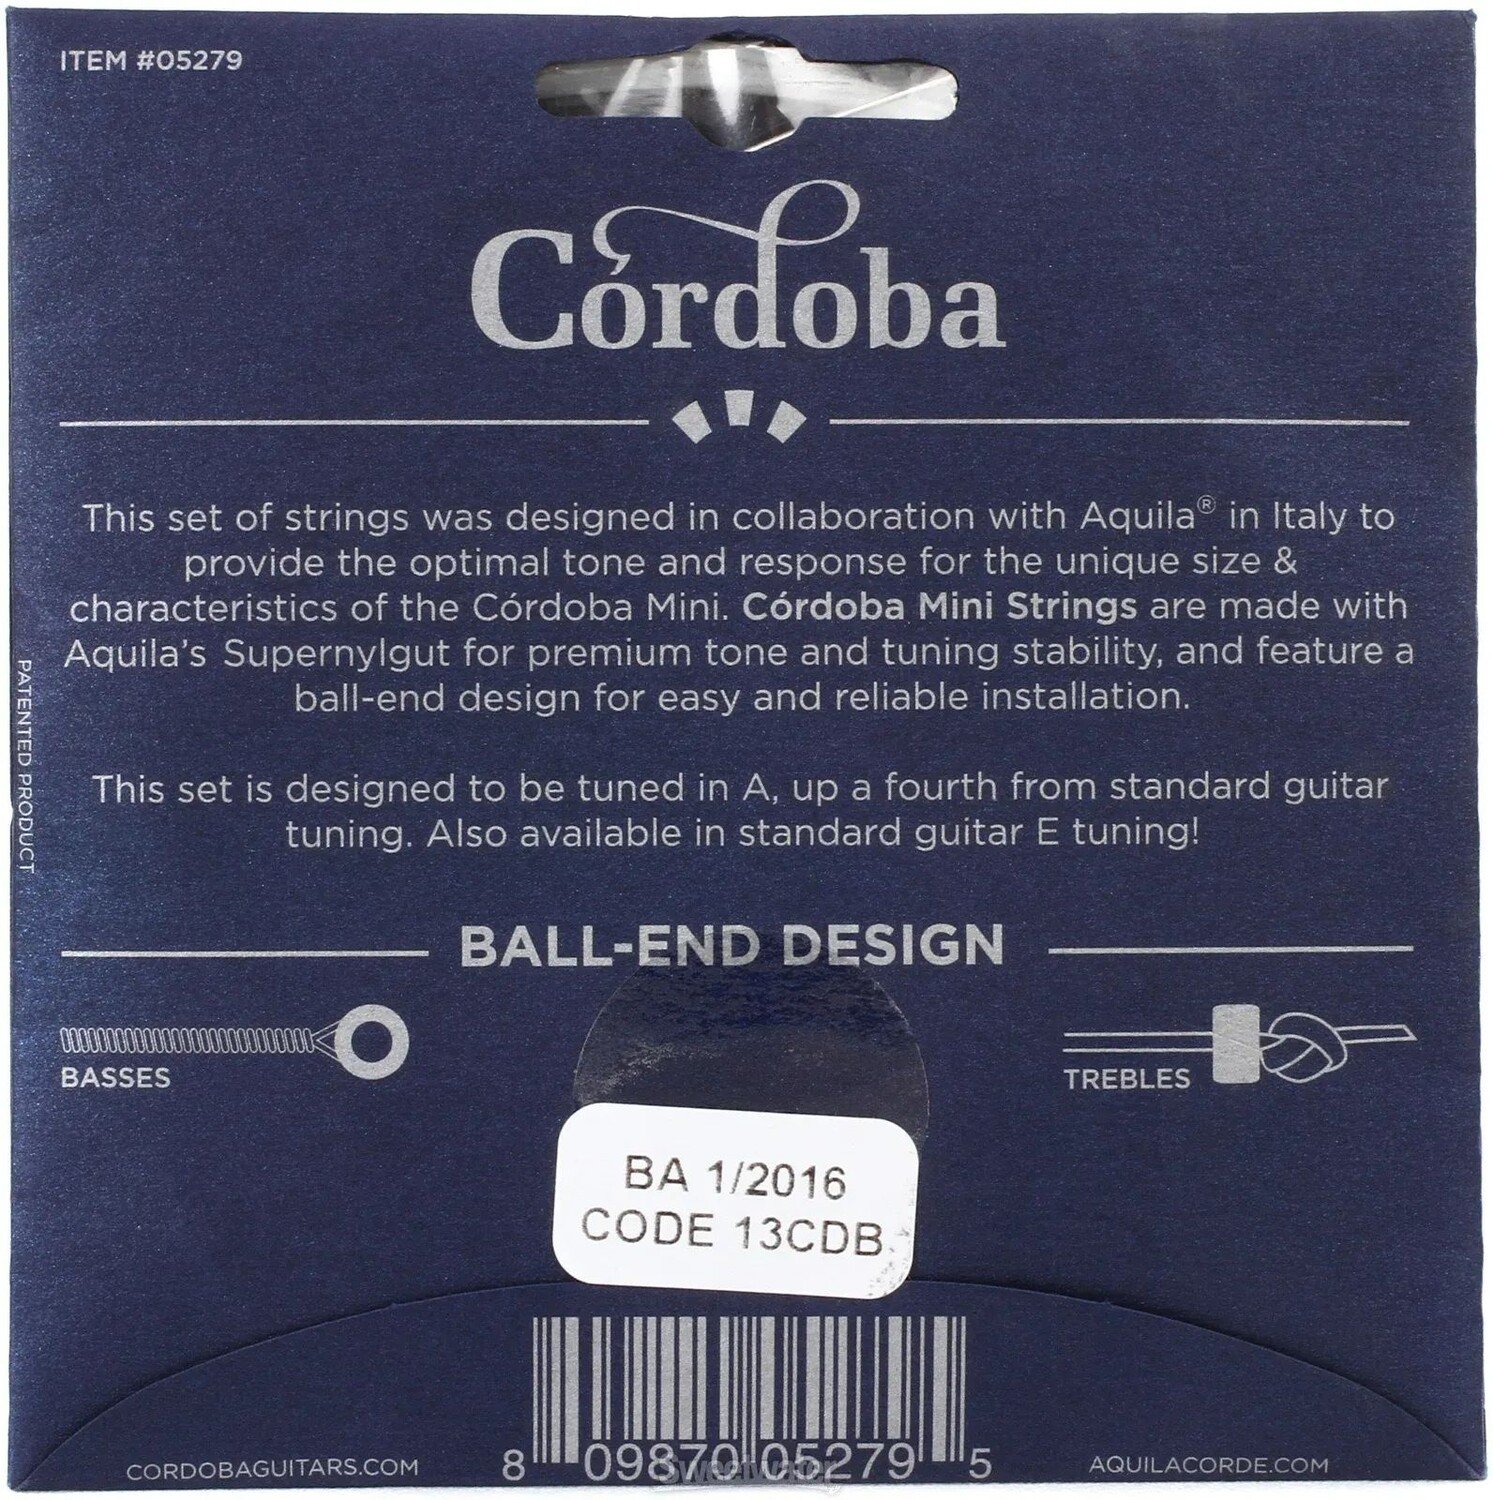 ITEM #05279
Córdoba
This set of strings was designed in collaboration with Aquila® in Italy to
provide the optimal tone and response for the unique size &
characteristics of the Córdoba Mini. Córdoba Mini Strings are made with
Aquila's Supernylgut for premium tone and tuning stability, and feature a
ball-end design for easy and reliable installation.
This set is designed to be tuned in A, up a fourth from standard guitar
tuning. Also available in standard guitar E tuning!
PATENTED PRODUCT
BALL-END DESIGN
BASSES
TREBLES
BA 1/2016
CODE 13CDB
8 09870 05279 5
Sweetwater
CORDOBAGUITARS.COM
AQUILACORDE.COM